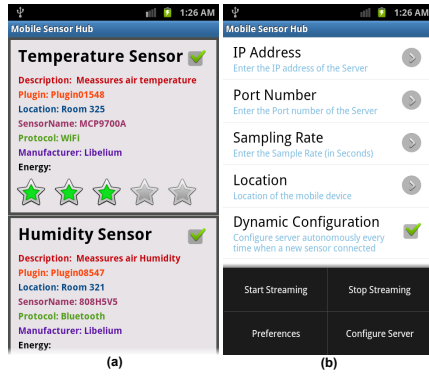 1:26 AM
Mobile Sensor Hub
Temperature Sensor
Description: Meassures air temperature
Plugin: Plugin01548
Location: Room 325
SensorName: MCP9700A
Protocol: WiFi
Manufacturer: Libelium
Energy:
Humidity Sensor
Description: Meassures air Humidity
Plugin: Plugin08547
Location: Room 321
SensorName: 808H5V5
Protocol: Bluetooth
Manufacturer: Libelium
Energy:
(a)
1:26 AM
Mobile Sensor Hub
IP Address
Enter the IP address of the Server
Port Number
Enter the Port number of the Server
Sampling Rate
Enter the Sample Rate (in Seconds)
Location
Location of the mobile device
Dynamic Configuration
Configure server autonomously every
time when a new sensor connected
Start Streaming
Stop Streaming
Preferences
Configure Server
(b)